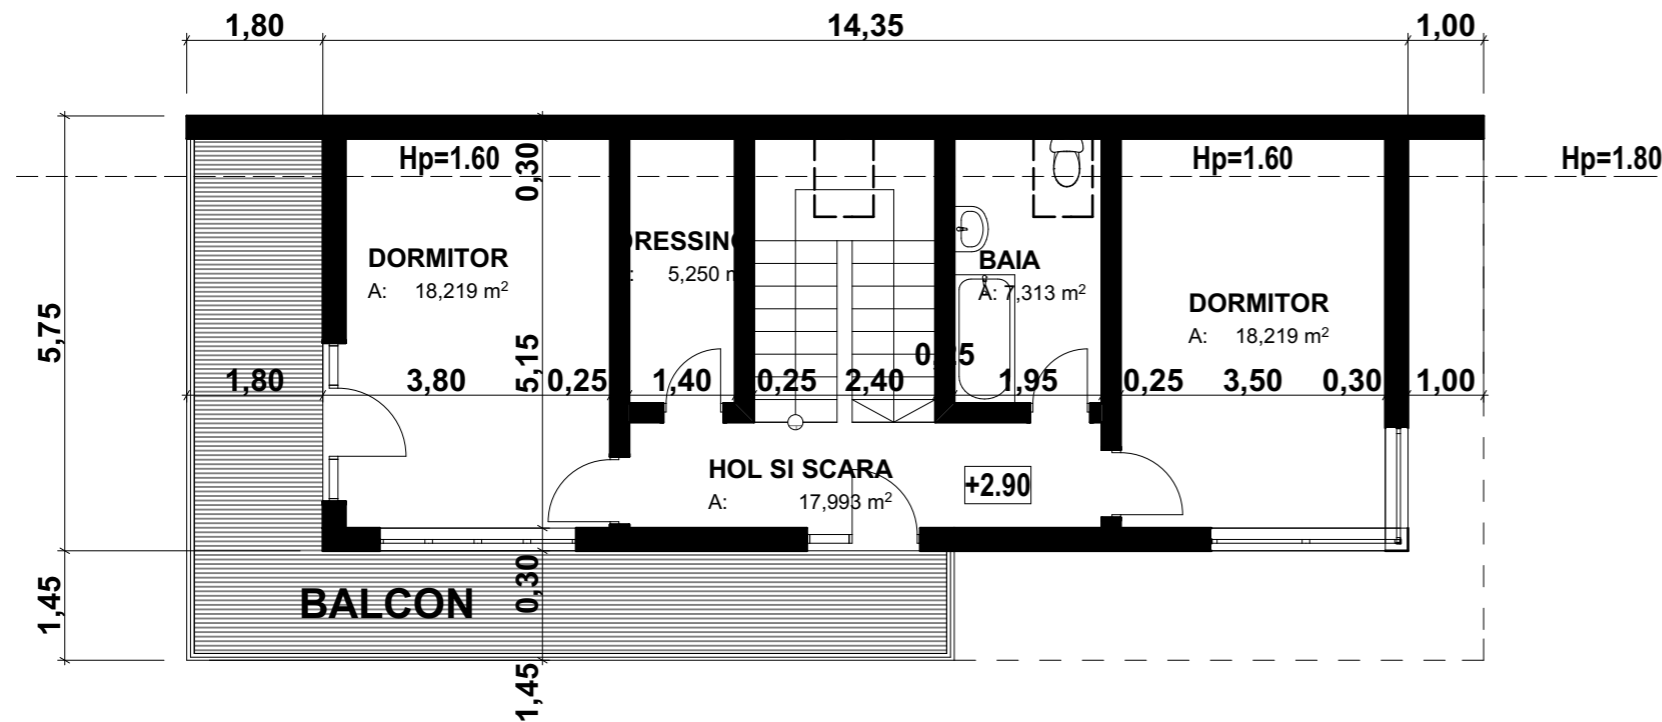 1,80 14,35 1,00
Hp=1.60 Hp=1.60 Hp=1.80
0,30
DORMITOR
A: 18,219 m²
DRESSING
5,250 m
BAIA
A: 7,313 m²
DORMITOR
A: 18,219 m²
5,75
5,15
0,25
1,80 3,80 0,25 1,40 0,25 2,40 1,95 0,25 3,50 0,30 1,00
HOL SI SCARA
A: 17,993 m²
+2.90
1,45
BALCON
0,30
1,45